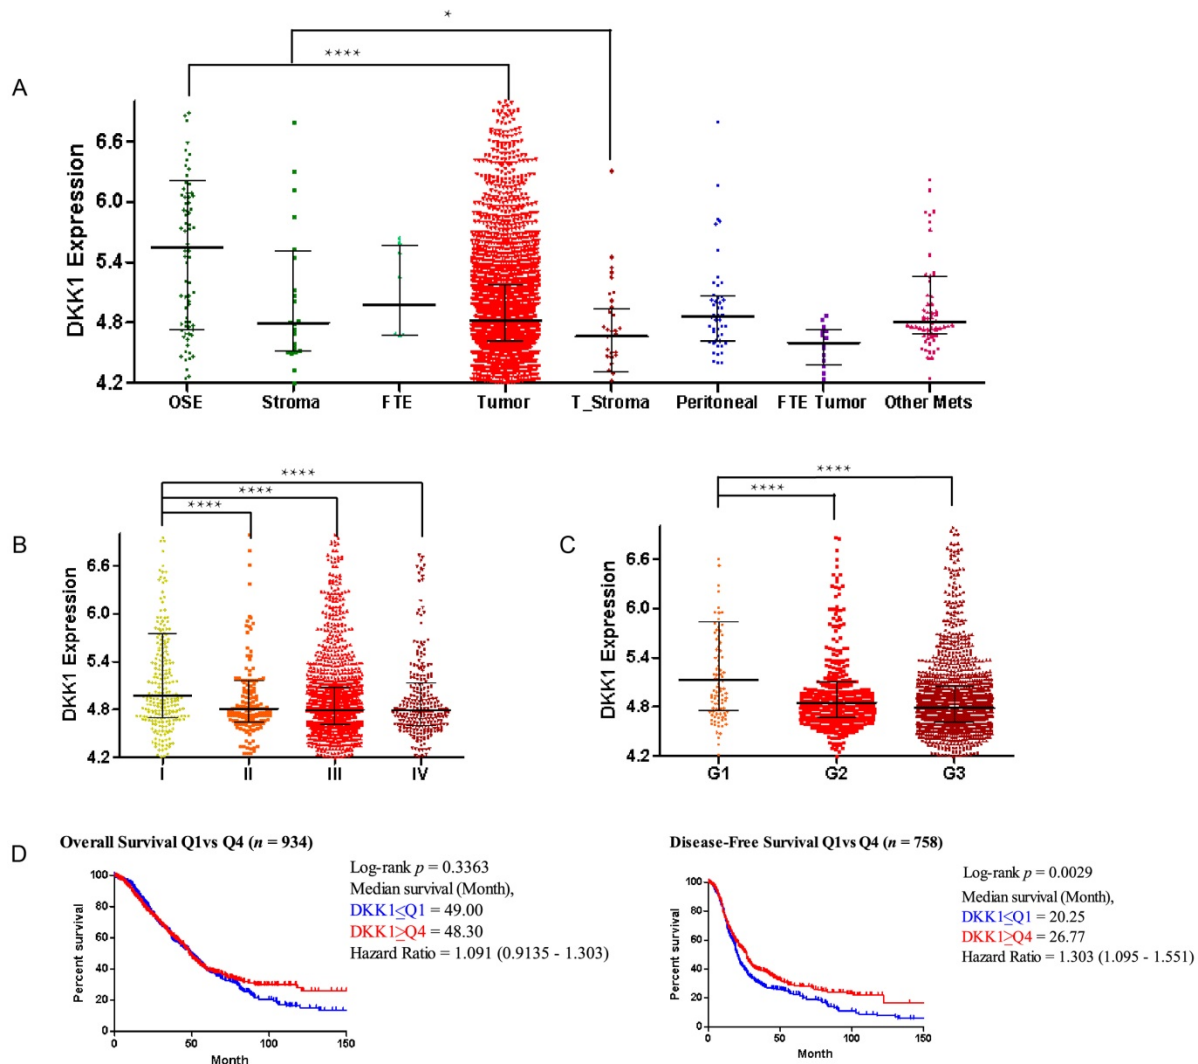 *
****
A
DKK1 Expression
6.6
6.0
5.4
4.8
4.2
OSE Stroma FTE Tumor T_Stroma Peritoneal FTE Tumor Other Mets
****
****
****
B
DKK1 Expression
6.6
6.0
5.4
4.8
4.2
I II III IV
****
****
C
DKK1 Expression
6.6
6.0
5.4
4.8
4.2
G1 G2 G3
D
Overall Survival Q1vs Q4 (n = 934)
Percent survival
100
80
60
40
20
0
0 50 100 150
Month
Log-rank p = 0.3363
Median survival (Month),
DKK1≤Q1 = 49.00
DKK1≥Q4 = 48.30
Hazard Ratio = 1.091 (0.9135 - 1.303)
Disease-Free Survival Q1vs Q4 (n = 758)
Percent survival
100
80
60
40
20
0
0 50 100 150
Month
Log-rank p = 0.0029
Median survival (Month),
DKK1≤Q1 = 20.25
DKK1≥Q4 = 26.77
Hazard Ratio = 1.303 (1.095 - 1.551)